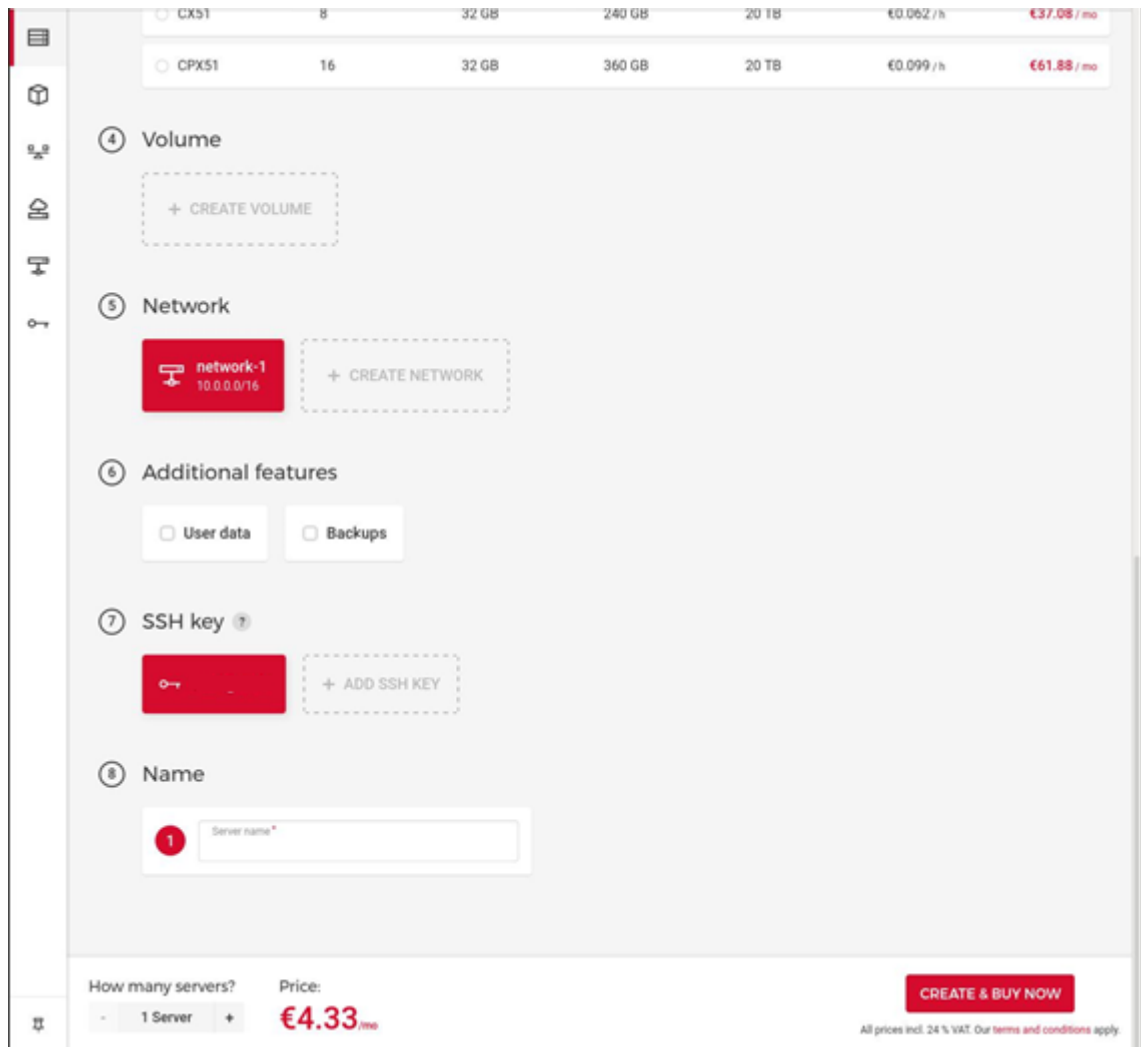 CX51 8 32 GB 240 GB 20 TB €0.062 / h €37.08 / mo
CPX51 16 32 GB 360 GB 20 TB €0.099 / h €61.88 / mo
4 Volume
+ CREATE VOLUME
5 Network
network-1
10.0.0.0/16
+ CREATE NETWORK
6 Additional features
User data Backups
7 SSH key ?
+ ADD SSH KEY
8 Name
Server name *
1
How many servers? Price:
- 1 Server + €4.33/mo
CREATE & BUY NOW
All prices incl. 24 % VAT. Our terms and conditions apply.